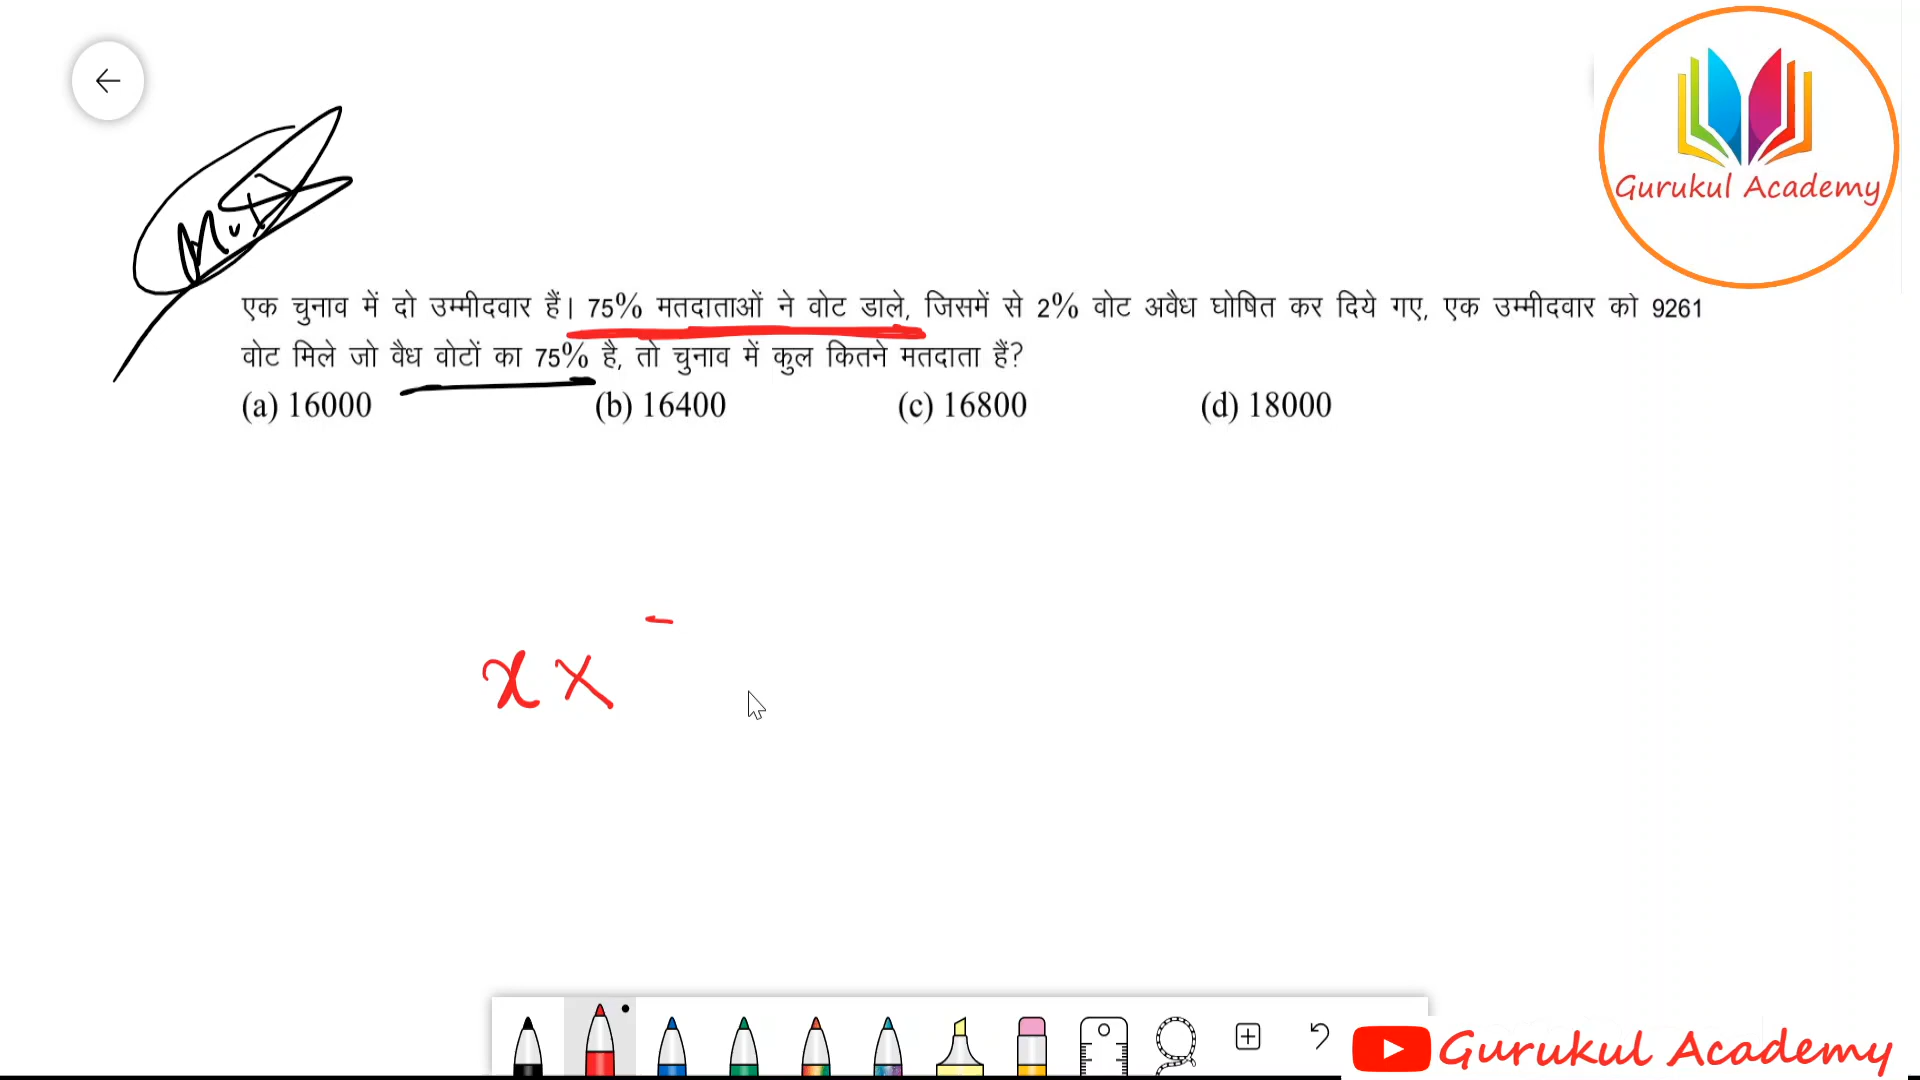 Gurukul Academy
एक चुनाव में दो उम्मीदवार हैं। 75% मतदाताओं ने वोट डाले, जिसमें से 2% वोट अवैध घोषित कर दिये गए, एक उम्मीदवार को 9261
वोट मिले जो वैध वोटों का 75% है, तो चुनाव में कुल कितने मतदाता हैं?
(a) 16000 (b) 16400 (c) 16800 (d) 18000
x ×
Gurukul Academy